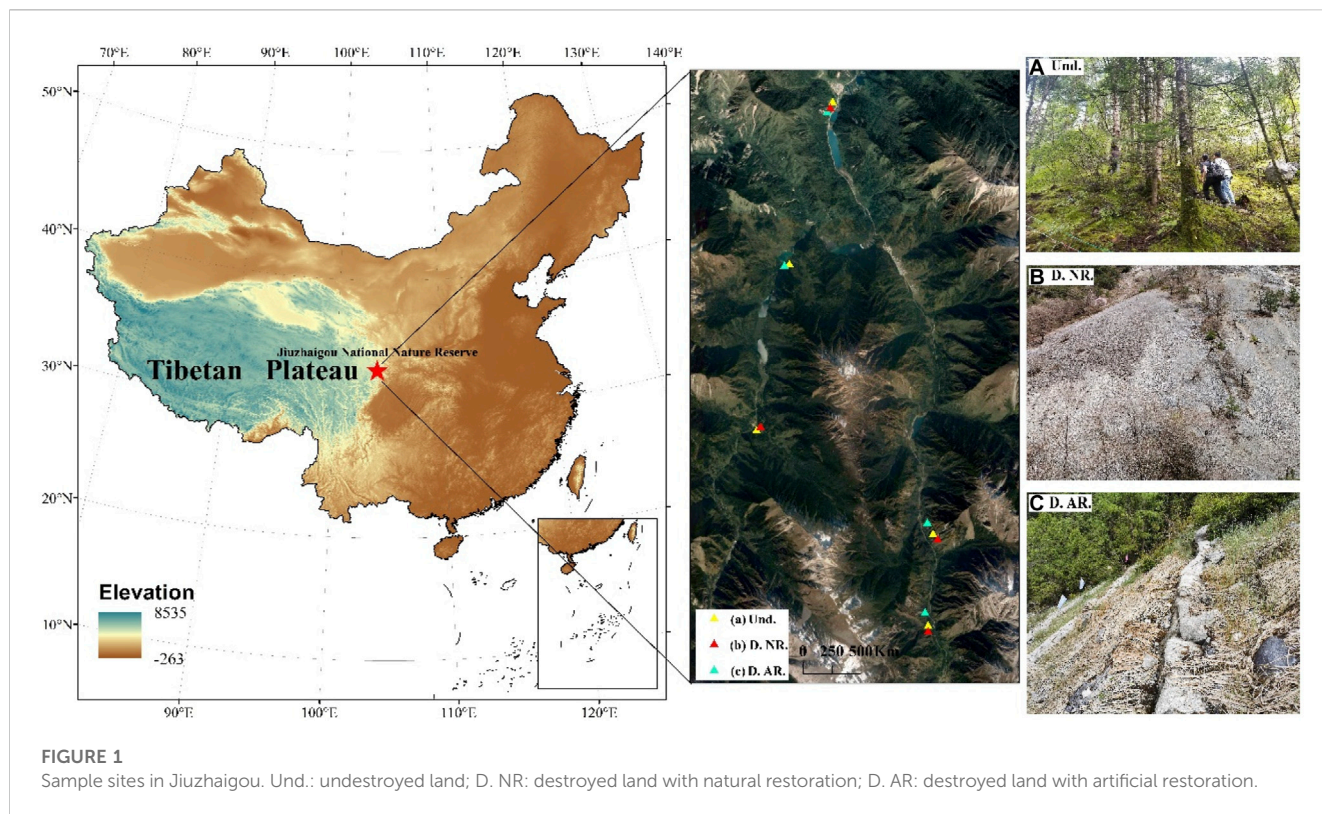 70°E 80°E 90°E 100°E 110°E 120°E 130°E 140°E
50°N
40°N
30°N
20°N
10°N
90°E 100°E 110°E 120°E
Jiuzhaigou National Nature Reserve
Tibetan Plateau
Elevation
8535
-263
(a) Und.
(b) D. NR.
(c) D. AR.
0 250 500Km
A Und.
B D. NR.
C D. AR.
FIGURE 1
Sample sites in Jiuzhaigou. Und.: undestroyed land; D. NR: destroyed land with natural restoration; D. AR: destroyed land with artificial restoration.